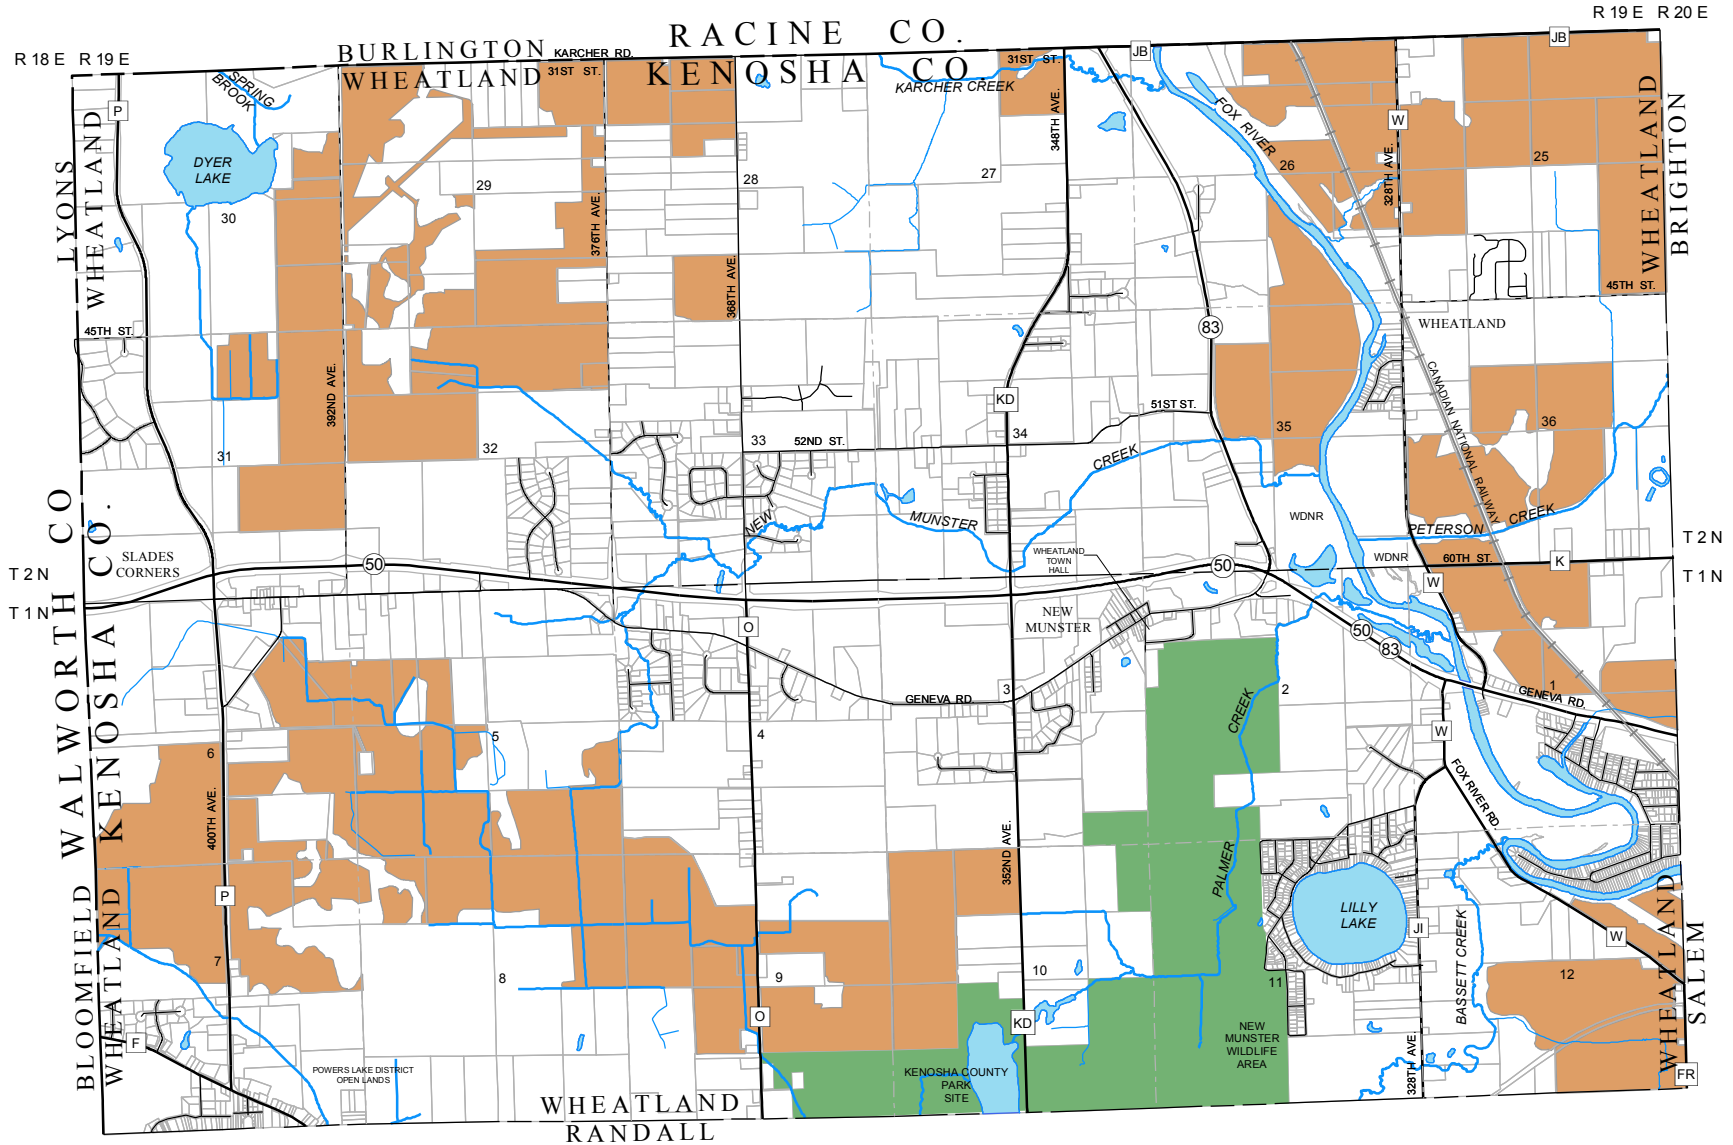 R 19 E R 20 E
RACINE CO.
BURLINGTON
KARCHER RD.
R 18 E R 19 E
WHEATLAND
31ST ST.
KENOSHA CO.
31ST ST.
JB
JB
KARCHER CREEK
SPRING
BROOK
P
LYONS
WHEATLAND
DYER
LAKE
30
29
28
27
26
25
348TH AVE.
FOX RIVER
W
328TH AVE.
WHEATLAND
BRIGHTON
376TH AVE.
368TH AVE.
45TH ST.
45TH ST.
83
WHEATLAND
392ND AVE.
KD
51ST ST.
CANADIAN NATIONAL RAILWAY
31
32
33
52ND ST.
34
35
36
CREEK
NEW
MUNSTER
WDNR
PETERSON
CREEK
WDNR
60TH ST.
K
T 2 N
T 1 N
T 2 N
T 1 N
SLADES
CORNERS
50
WHEATLAND
TOWN
HALL
50
W
NEW
MUNSTER
O
50
83
WALWORTH CO
KENOSHA CO.
GENEVA RD.
GENEVA RD.
6
5
4
3
2
1
CREEK
W
400TH AVE.
352ND AVE.
FOX RIVER RD.
PALMER
P
BLOOMFIELD
WHEATLAND
LILLY
LAKE
JI
BASSETT CREEK
W
WHEATLAND
SALEM
7
8
9
10
11
12
O
KD
F
NEW
MUNSTER
WILDLIFE
AREA
328TH AVE.
FR
POWERS LAKE DISTRICT
OPEN LANDS
KENOSHA COUNTY
PARK
SITE
WHEATLAND
RANDALL